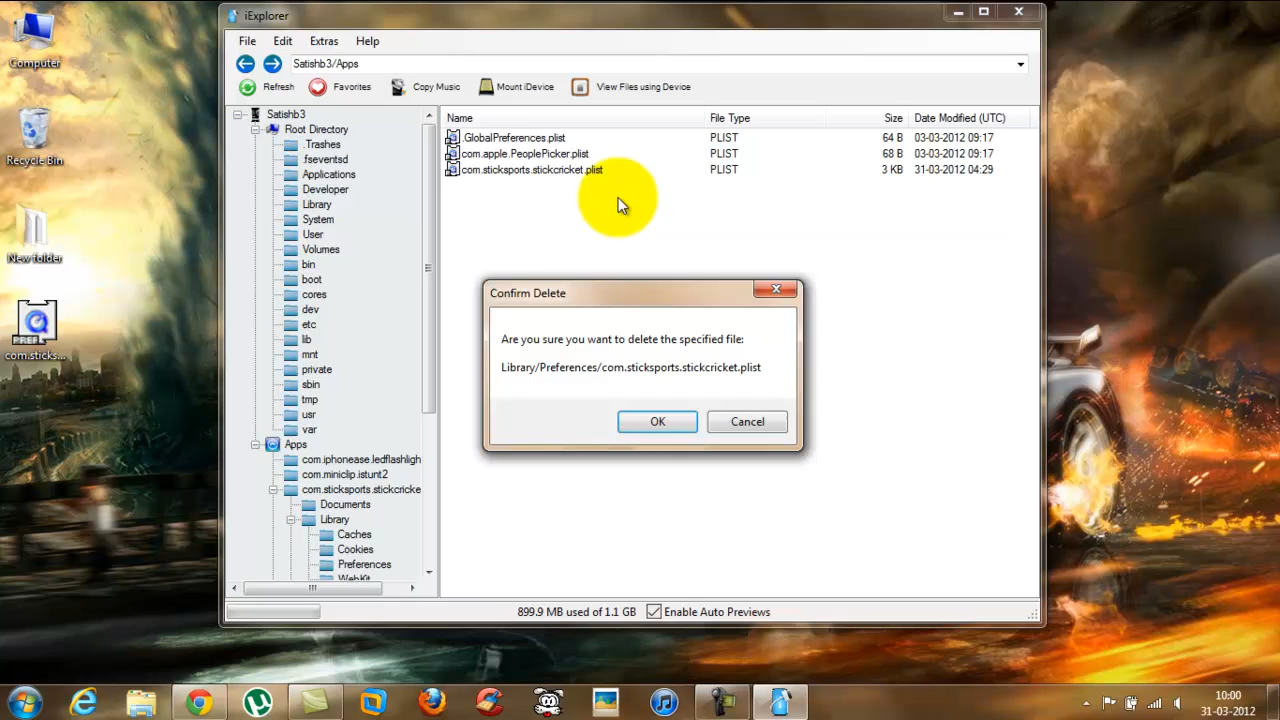 Computer
Recycle Bin
New folder
com.sticks...
iExplorer
File Edit Extras Help
Satishb3/Apps
Refresh Favorites Copy Music Mount iDevice View Files using Device
Satishb3
Root Directory
.Trashes
.fseventsd
Applications
Developer
Library
System
User
Volumes
bin
boot
cores
dev
etc
lib
mnt
private
sbin
tmp
usr
var
Apps
com.iphonease.ledflashligh
com.miniclip.istunt2
com.sticksports.stickcricke
Documents
Library
Caches
Cookies
Preferences
WebKit
Name File Type Size Date Modified (UTC)
.GlobalPreferences.plist PLIST 64 B 03-03-2012 09:17
com.apple.PeoplePicker.plist PLIST 68 B 03-03-2012 09:17
com.sticksports.stickcricket.plist PLIST 3 KB 31-03-2012 04:29
Confirm Delete
Are you sure you want to delete the specified file:
Library/Preferences/com.sticksports.stickcricket.plist
OK Cancel
899.9 MB used of 1.1 GB Enable Auto Previews
10:00
31-03-2012